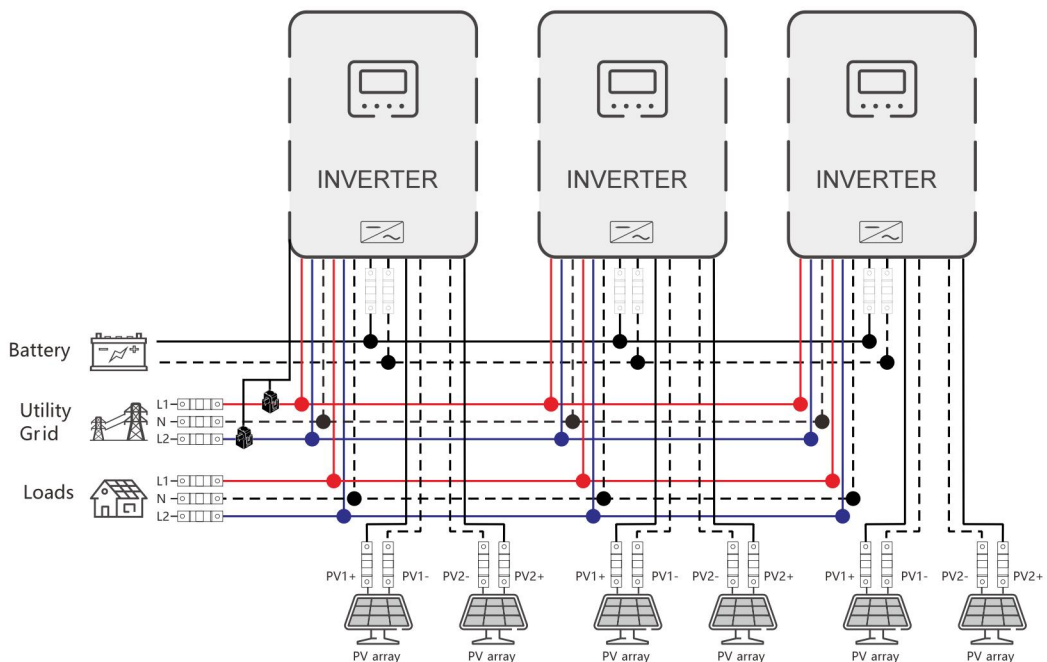 INVERTER
INVERTER
INVERTER
Battery
Utility
Grid
L1
N
L2
Loads
L1
N
L2
PV1+
PV1-
PV2-
PV2+
PV1+
PV1-
PV2-
PV2+
PV1+
PV1-
PV2-
PV2+
PV array
PV array
PV array
PV array
PV array
PV array